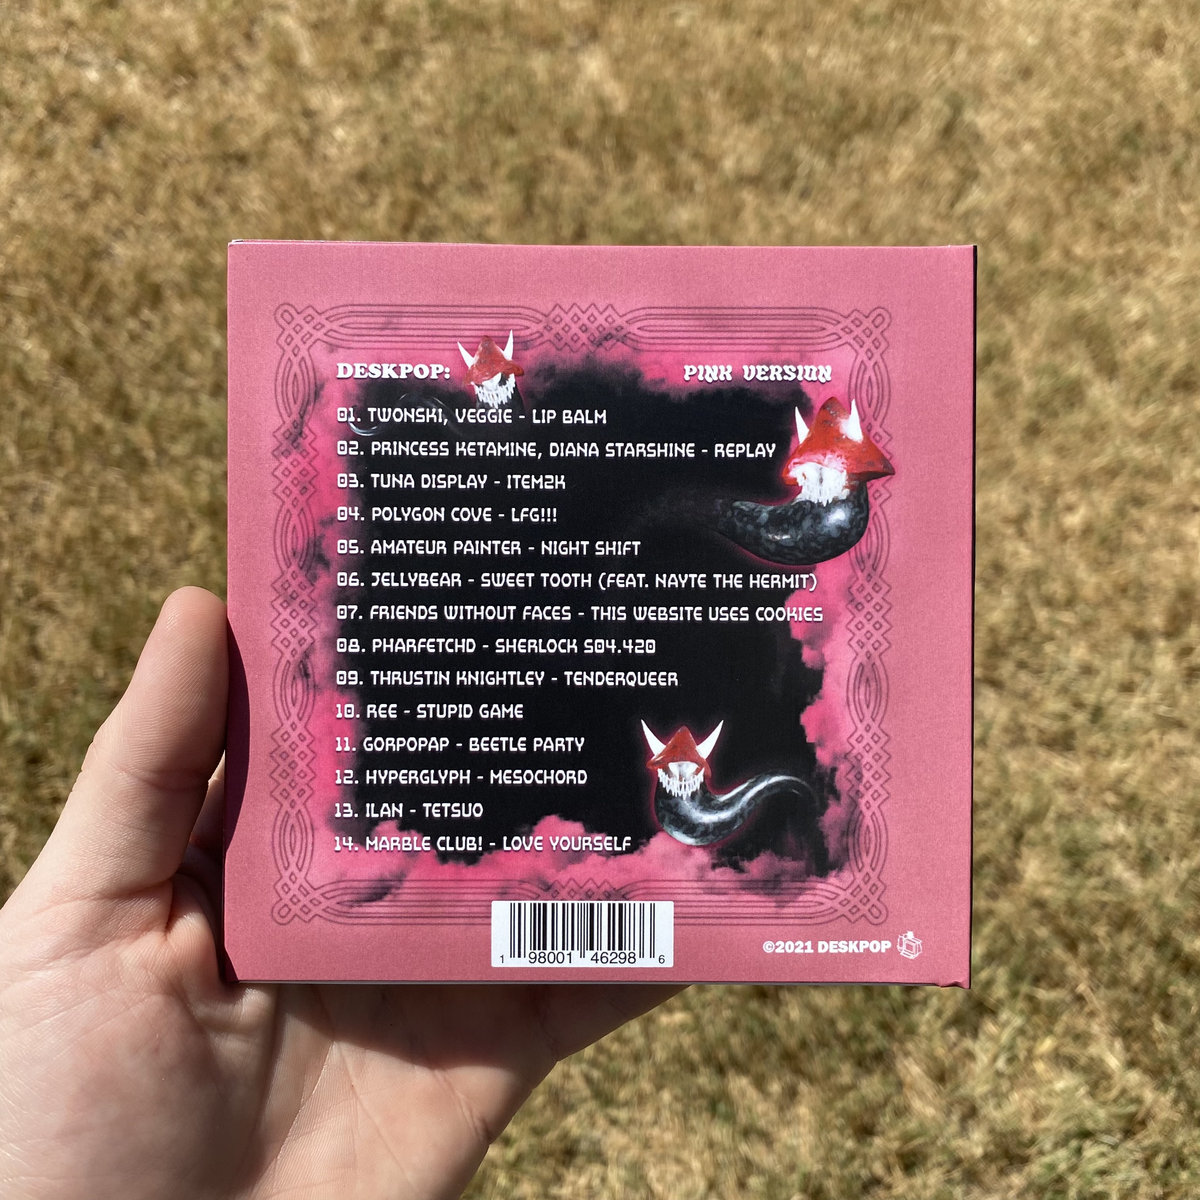 DESKPOP: PINK VERSION
01. TWONSKI, VEGGIE - LIP BALM
02. PRINCESS KETAMINE, DIANA STARSHINE - REPLAY
03. TUNA DISPLAY - ITEM2K
04. POLYGON COVE - LFG!!!
05. AMATEUR PAINTER - NIGHT SHIFT
06. JELLYBEAR - SWEET TOOTH (FEAT. NAYTE THE HERMIT)
07. FRIENDS WITHOUT FACES - THIS WEBSITE USES COOKIES
08. PHARFETCHD - SHERLOCK S04.420
09. THRUSTIN KNIGHTLEY - TENDERQUEER
10. REE - STUPID GAME
11. GORPOPAP - BEETLE PARTY
12. HYPERGLYPH - MESOCHORD
13. ILAN - TETSUO
14. MARBLE CLUB! - LOVE YOURSELF
1 98001 46298 6
©2021 DESKPOP